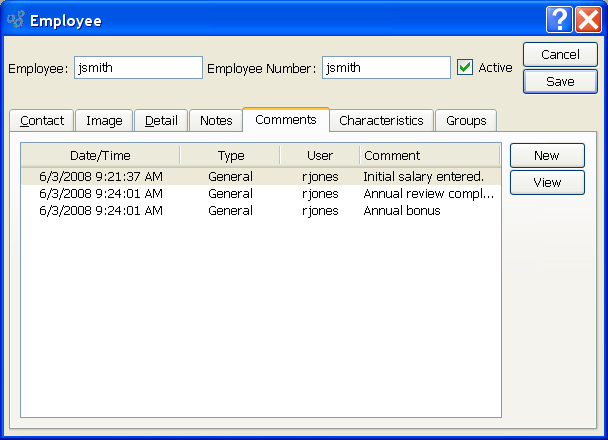 Employee
Employee: jsmith Employee Number: jsmith Active
Cancel
Save
Contact Image Detail Notes Comments Characteristics Groups
Date/Time Type User Comment
6/3/2008 9:21:37 AM General rjones Initial salary entered.
6/3/2008 9:24:01 AM General rjones Annual review compl...
6/3/2008 9:24:01 AM General rjones Annual bonus
New
View